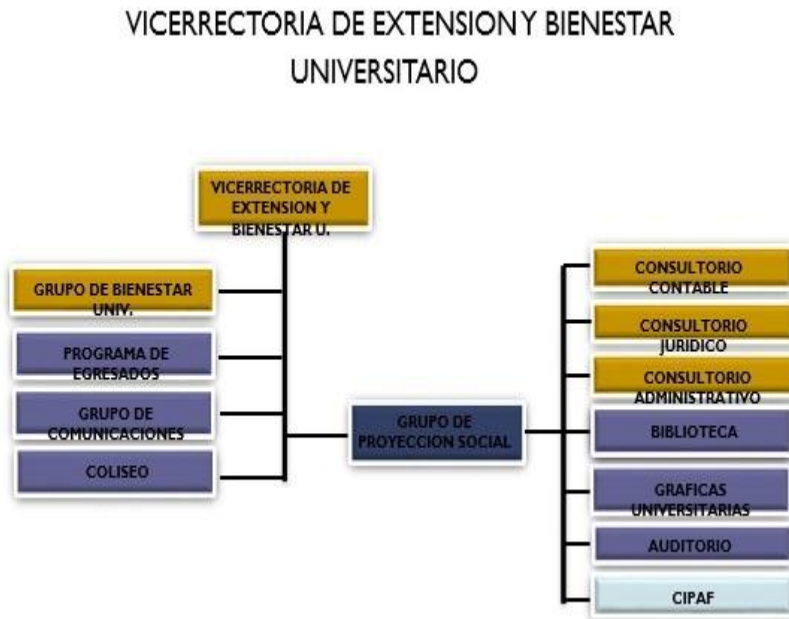 VICERRECTORIA DE EXTENSION Y BIENESTAR
UNIVERSITARIO
VICERRECTORIA DE
EXTENSION Y
BIENESTAR U.
GRUPO DE BIENESTAR
UNIV.
PROGRAMA DE
EGRESADOS
GRUPO DE
COMUNICACIONES
COLISEO
GRUPO DE
PROYECCION SOCIAL
CONSULTORIO
CONTABLE
CONSULTORIO
JURIDICO
CONSULTORIO
ADMINISTRATIVO
BIBLIOTECA
GRAFICAS
UNIVERSITARIAS
AUDITORIO
CIPAF